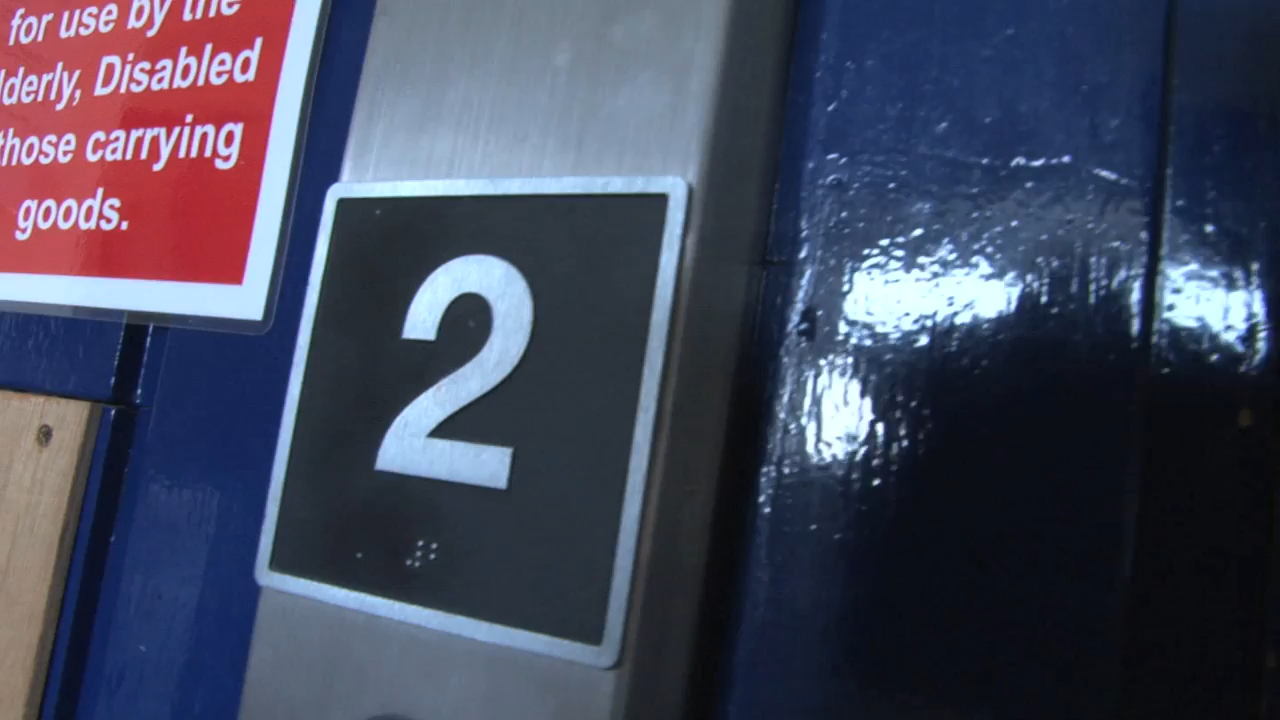 for use by the
lderly, Disabled
those carrying
goods.
2